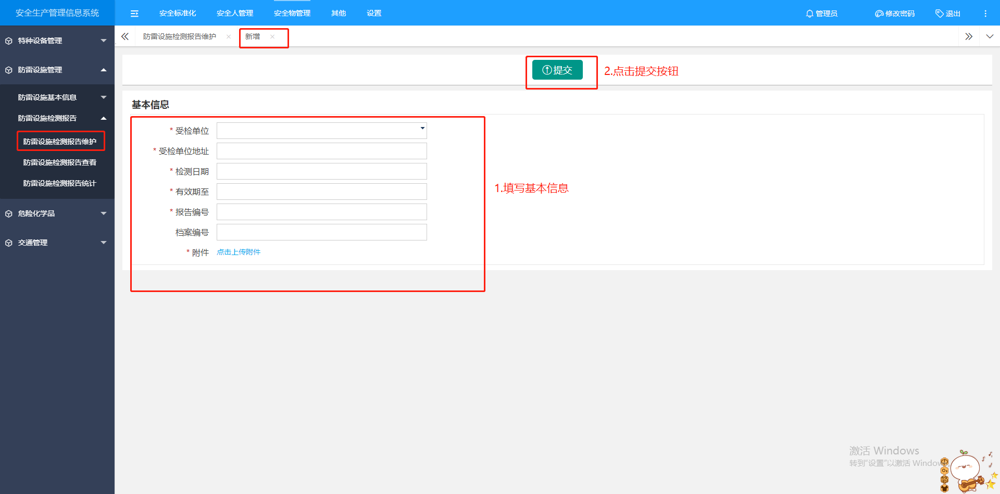 安全生产管理信息系统
安全标准化 安全人管理 安全物管理 其他 设置
管理员 修改密码 退出
特种设备管理
防雷设施管理
防雷设施基本信息
防雷设施检测报告
防雷设施检测报告维护
防雷设施检测报告查看
防雷设施检测报告统计
危险化学品
交通管理
防雷设施检测报告维护 × 新增 ×
提交
2.点击提交按钮
基本信息
* 受检单位
* 受检单位地址
* 检测日期
* 有效期至
* 报告编号
档案编号
* 附件 点击上传附件
1.填写基本信息
激活 Windows
转到“设置”以激活 Windows。
中
简